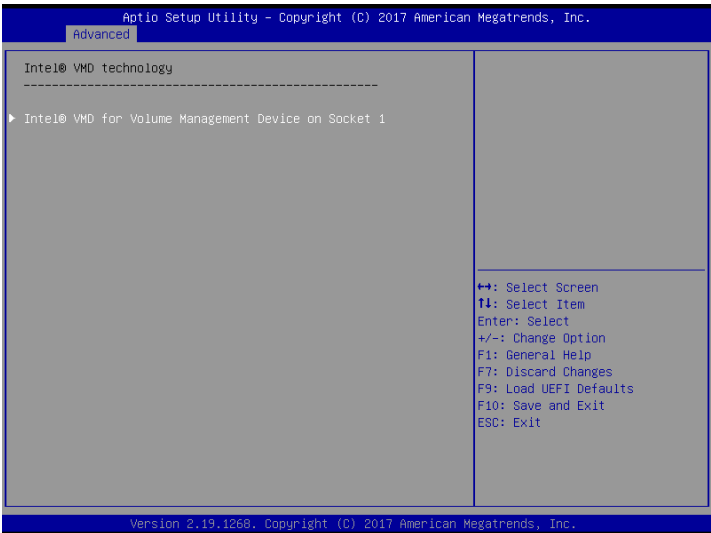 Aptio Setup Utility – Copyright (C) 2017 American Megatrends, Inc.
Advanced
Intel® VMD technology
--------------------------------------------------
Intel® VMD for Volume Management Device on Socket 1
↔: Select Screen
↑↓: Select Item
Enter: Select
+/-: Change Option
F1: General Help
F7: Discard Changes
F9: Load UEFI Defaults
F10: Save and Exit
ESC: Exit
Version 2.19.1268. Copyright (C) 2017 American Megatrends, Inc.